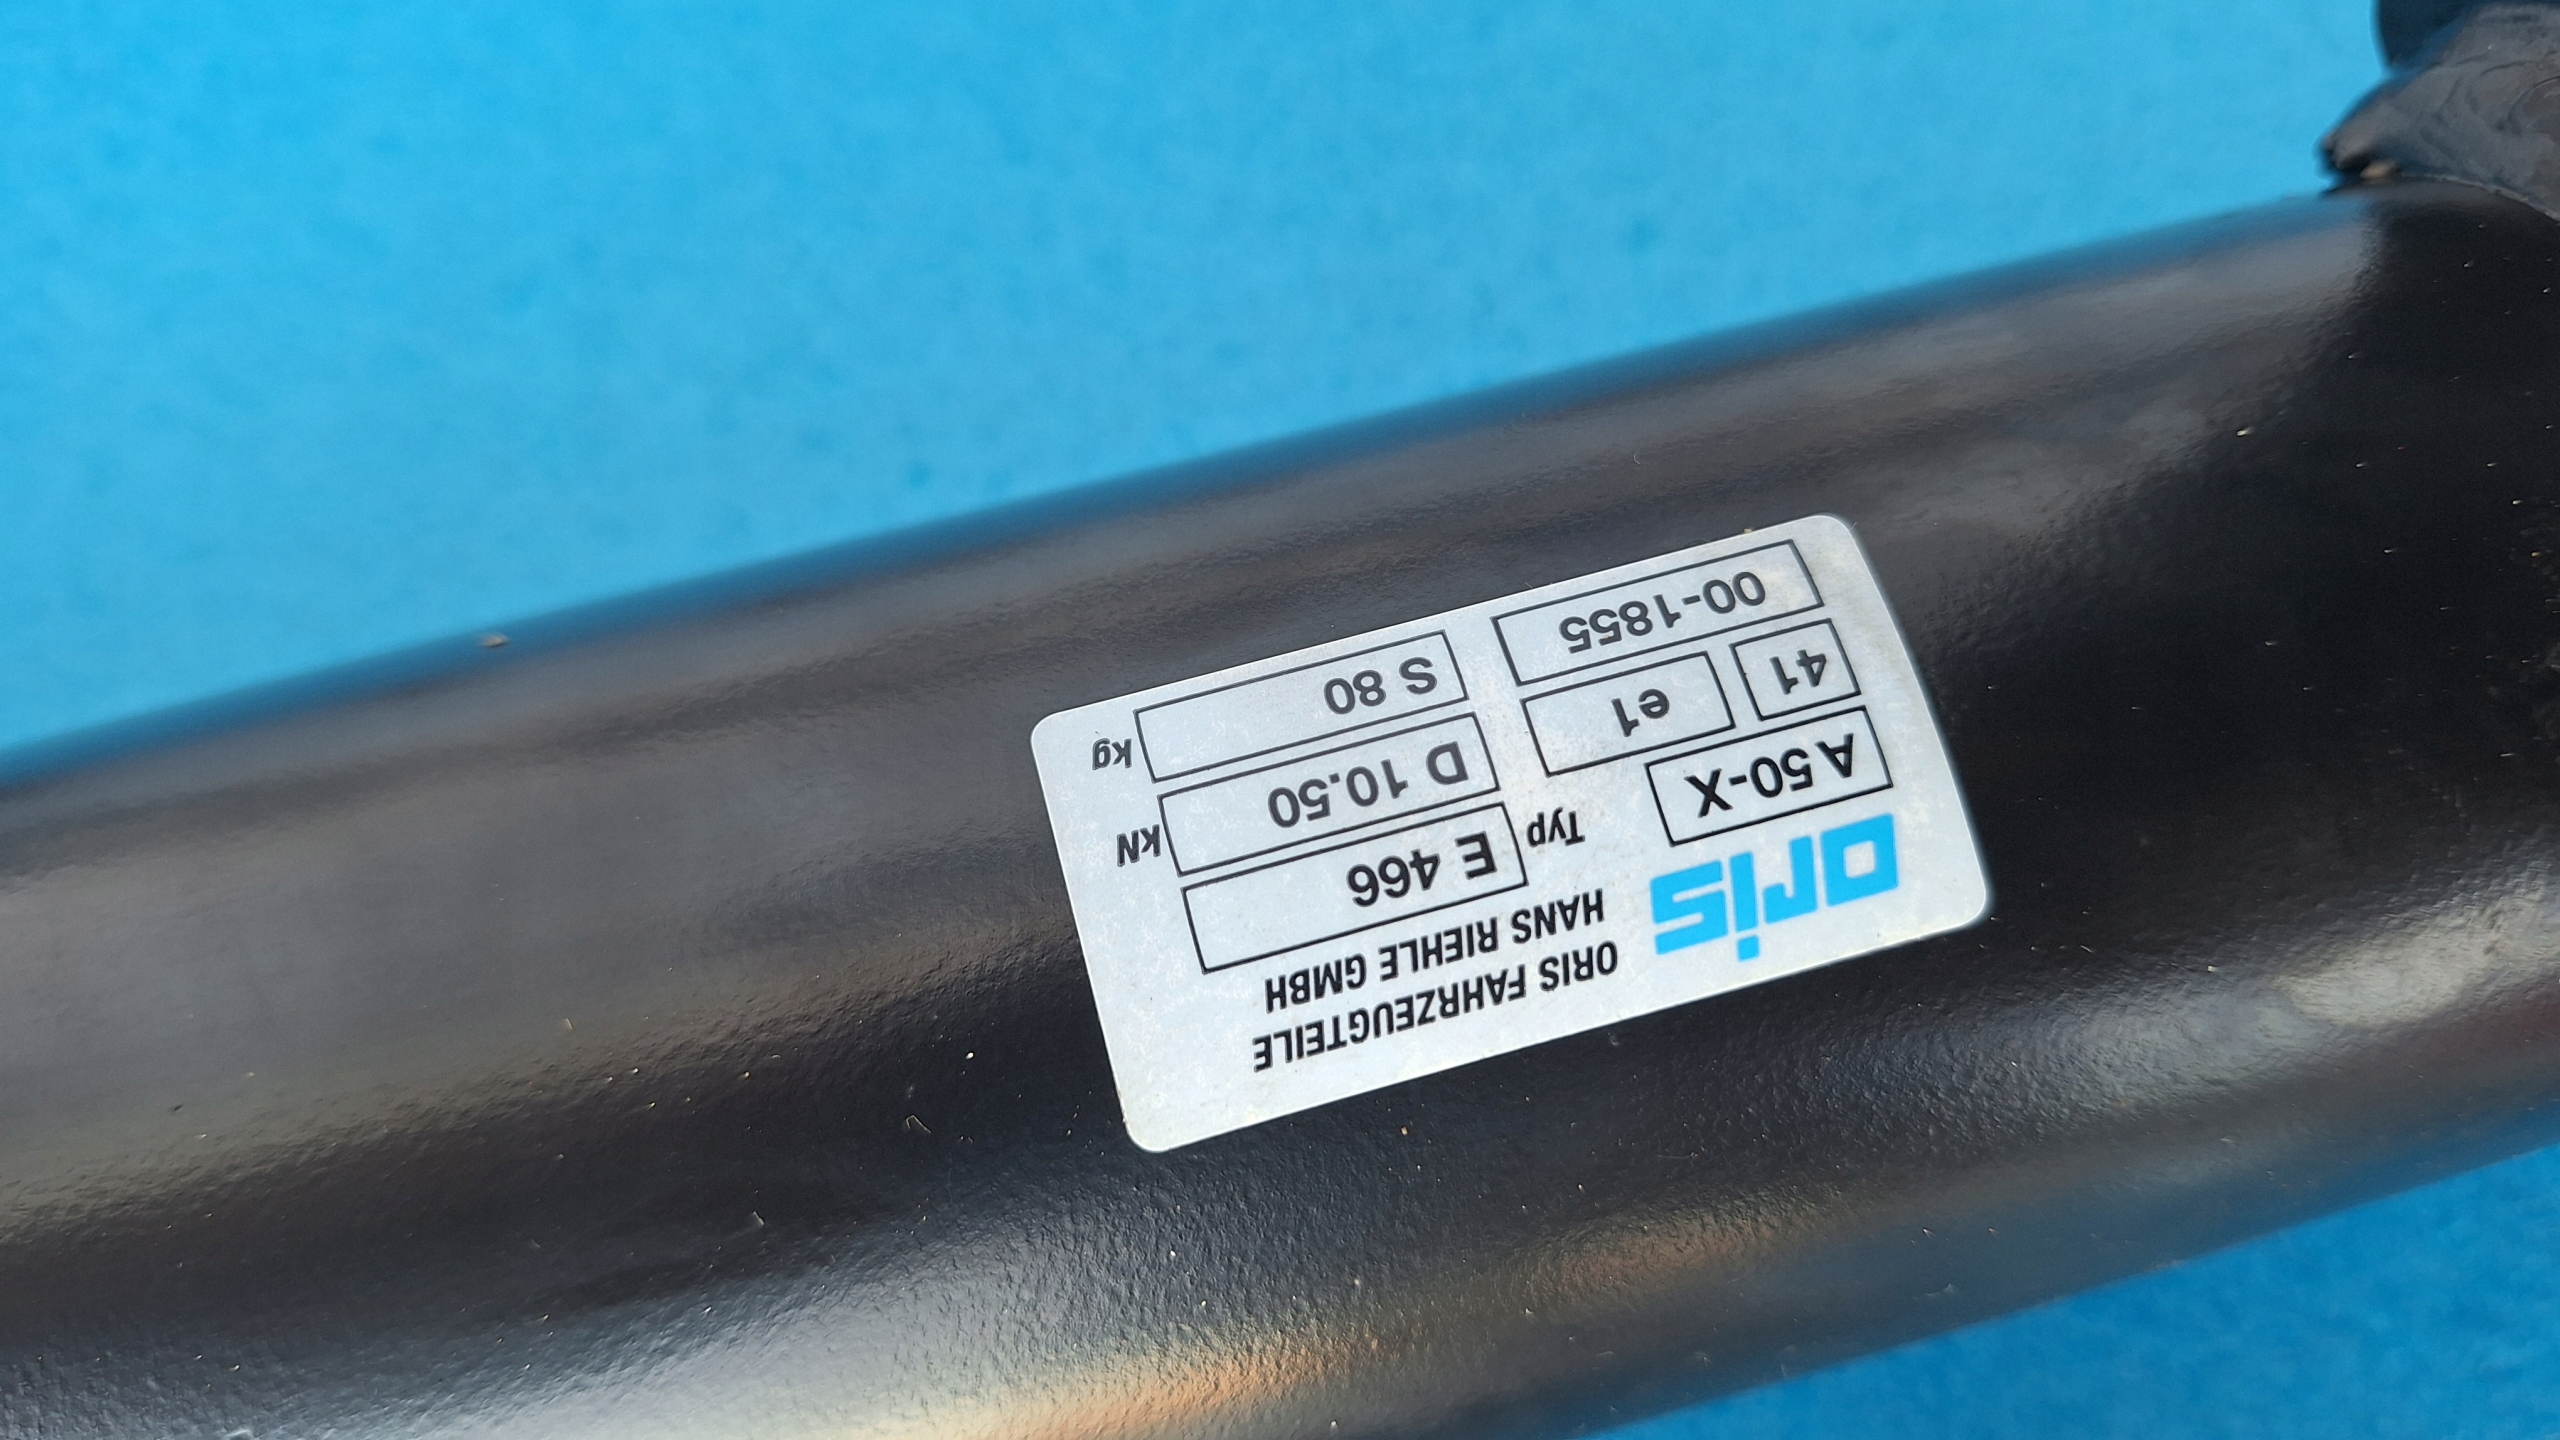 oris
ORIS FAHRZEUGTEILE
HANS RIEHLE GMBH
A 50-X
Typ E 466
41 e1
D 10.50 kN
00-1855
S 80 kg